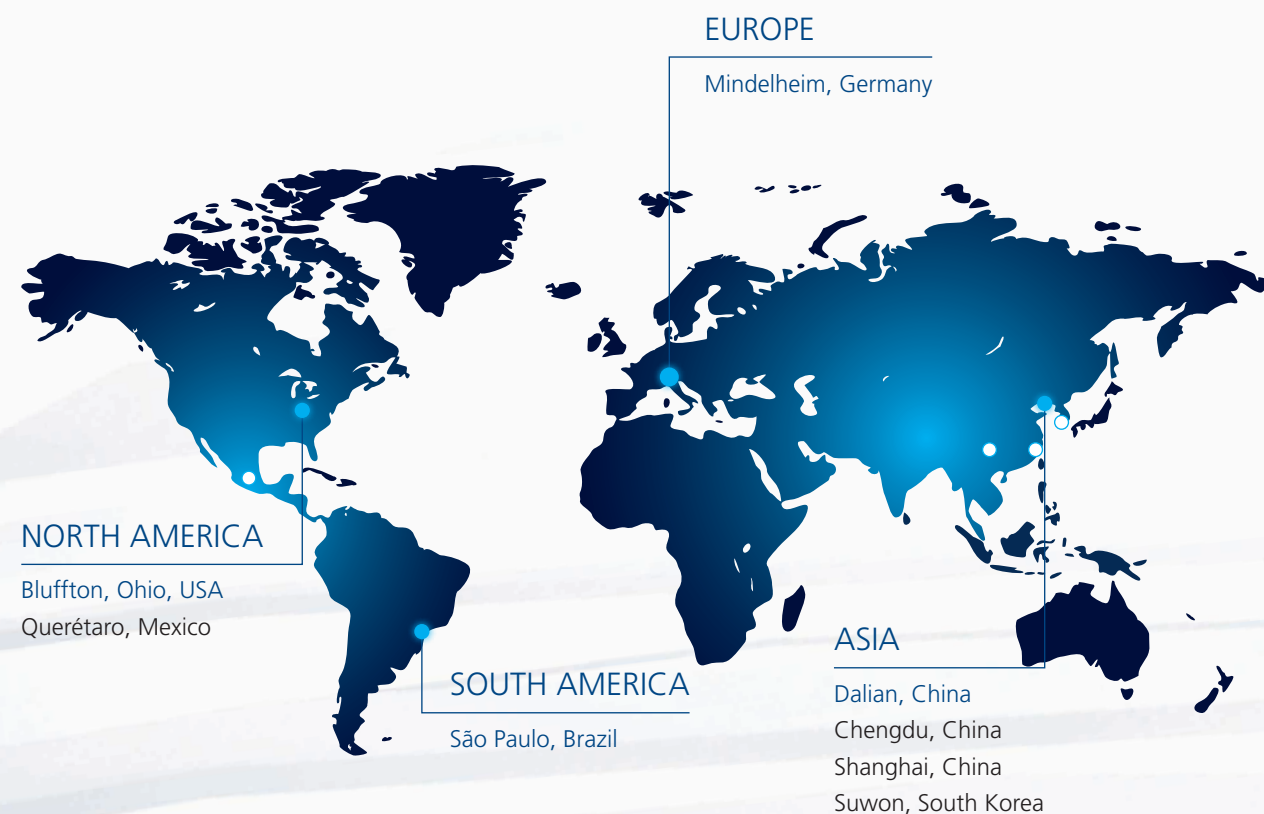 EUROPE
Mindelheim, Germany
NORTH AMERICA
Bluffton, Ohio, USA
Querétaro, Mexico
SOUTH AMERICA
São Paulo, Brazil
ASIA
Dalian, China
Chengdu, China
Shanghai, China
Suwon, South Korea